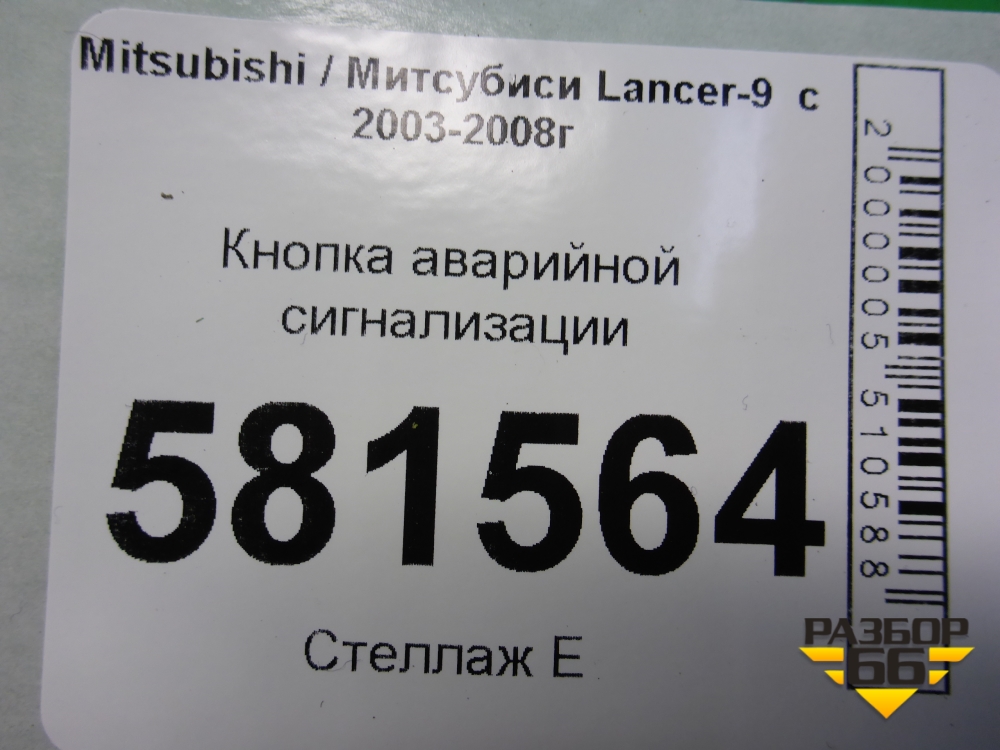 Mitsubishi / Митсубиси Lancer-9 с
2003-2008г
Кнопка аварийной
сигнализации
581564
Стеллаж Е
2000005510588
РАЗБОР
66